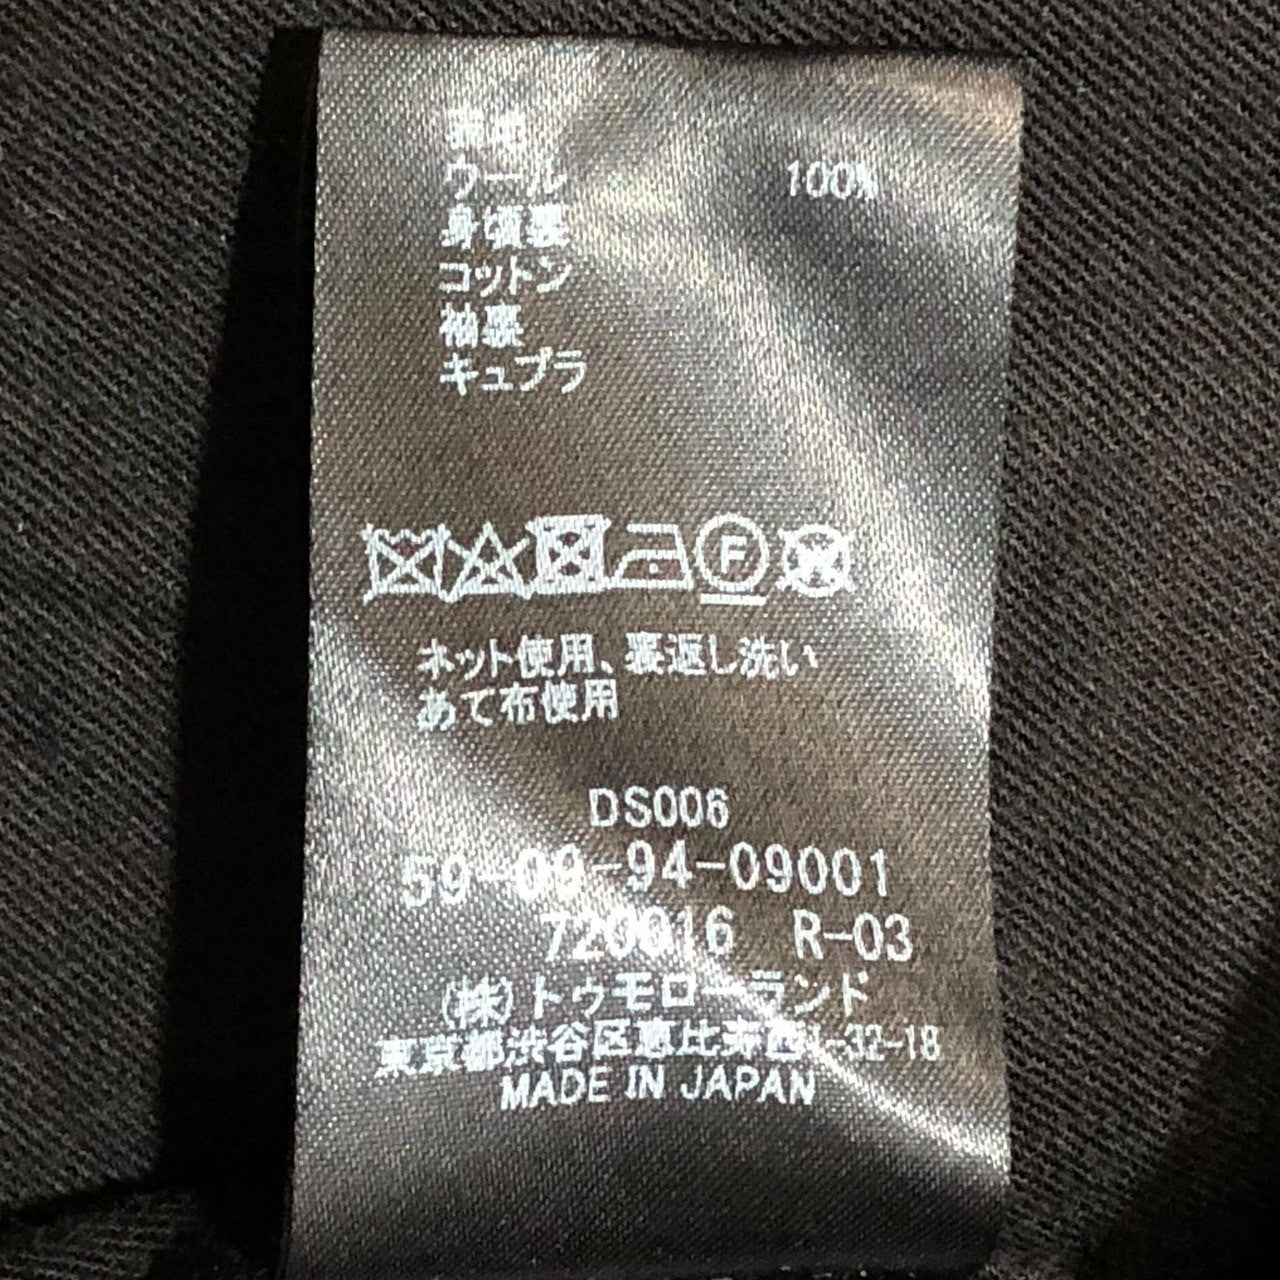 表地
ウール 100%
身頃裏
コットン
袖裏
キュプラ
F
W
ネット使用、裏返し洗い
あて布使用
DS006
59-09-94-09001
720016 R-03
(株)トゥモローランド
東京都渋谷区恵比寿西1-32-18
MADE IN JAPAN